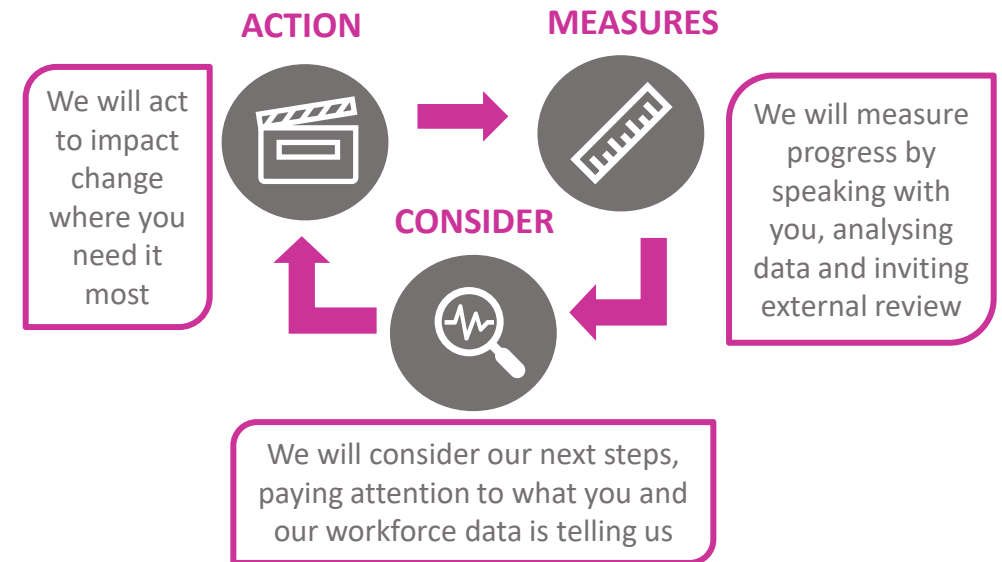 ACTION
We will act
to impact
change
where you
need it
most
MEASURES
We will measure
progress by
speaking with
you, analysing
data and inviting
external review
CONSIDER
We will consider our next steps,
paying attention to what you and
our workforce data is telling us